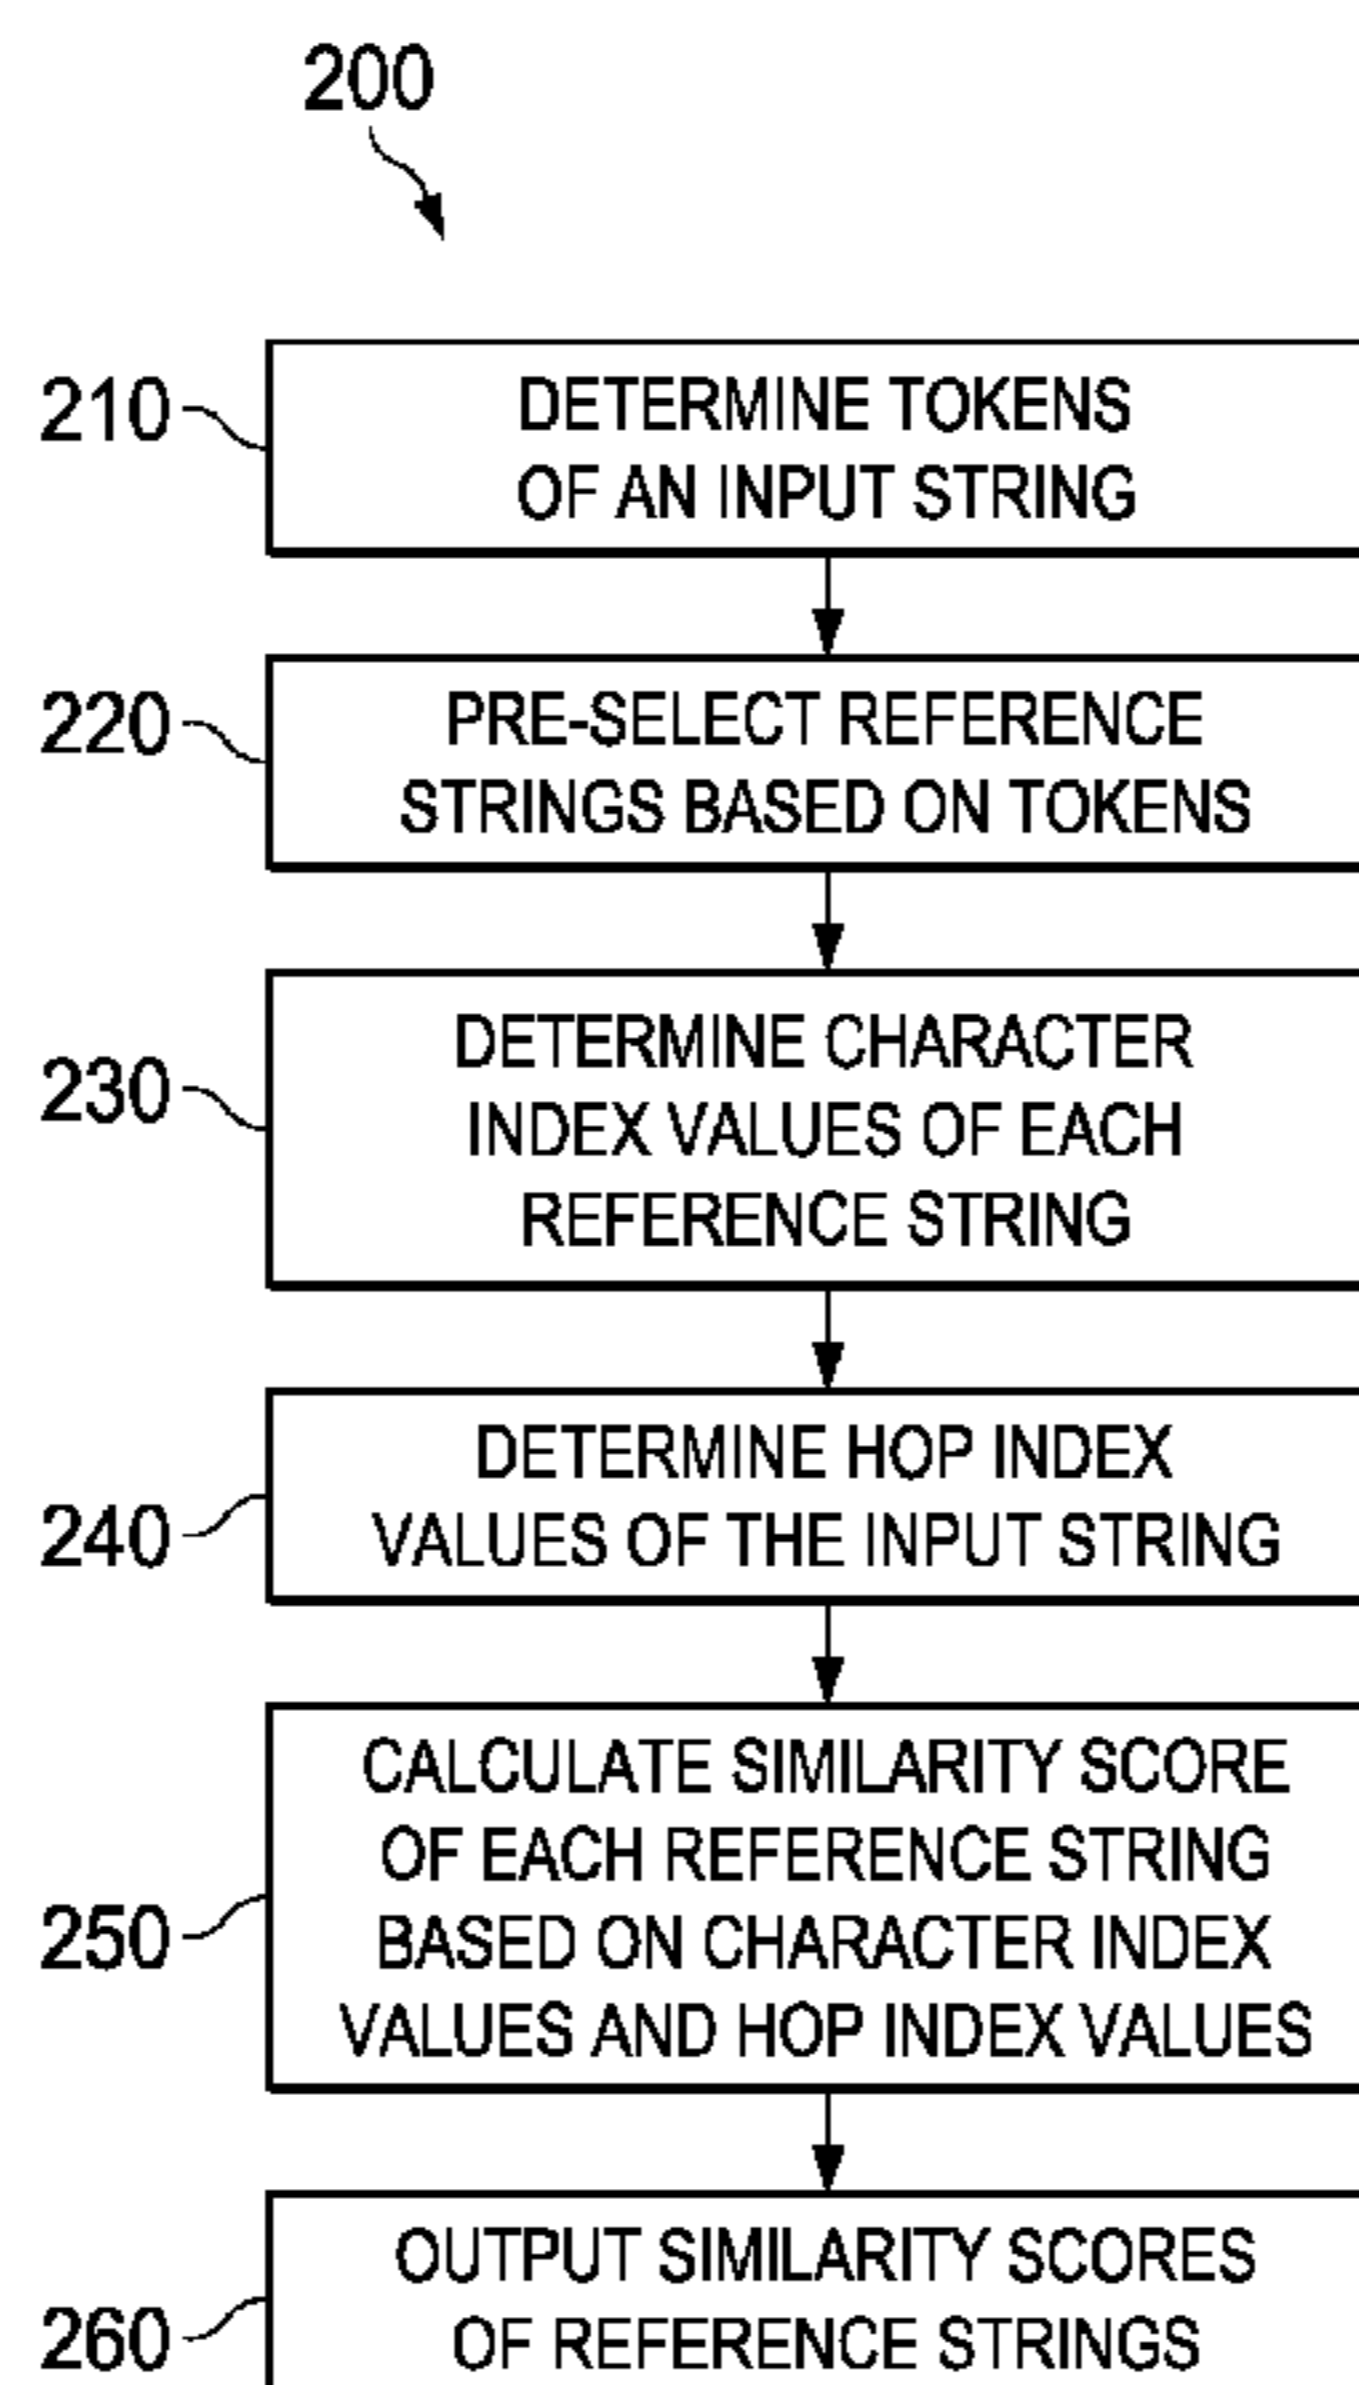 200
210
DETERMINE TOKENS
OF AN INPUT STRING
220
PRE-SELECT REFERENCE
STRINGS BASED ON TOKENS
230
DETERMINE CHARACTER
INDEX VALUES OF EACH
REFERENCE STRING
240
DETERMINE HOP INDEX
VALUES OF THE INPUT STRING
250
CALCULATE SIMILARITY SCORE
OF EACH REFERENCE STRING
BASED ON CHARACTER INDEX
VALUES AND HOP INDEX VALUES
260
OUTPUT SIMILARITY SCORES
OF REFERENCE STRINGS